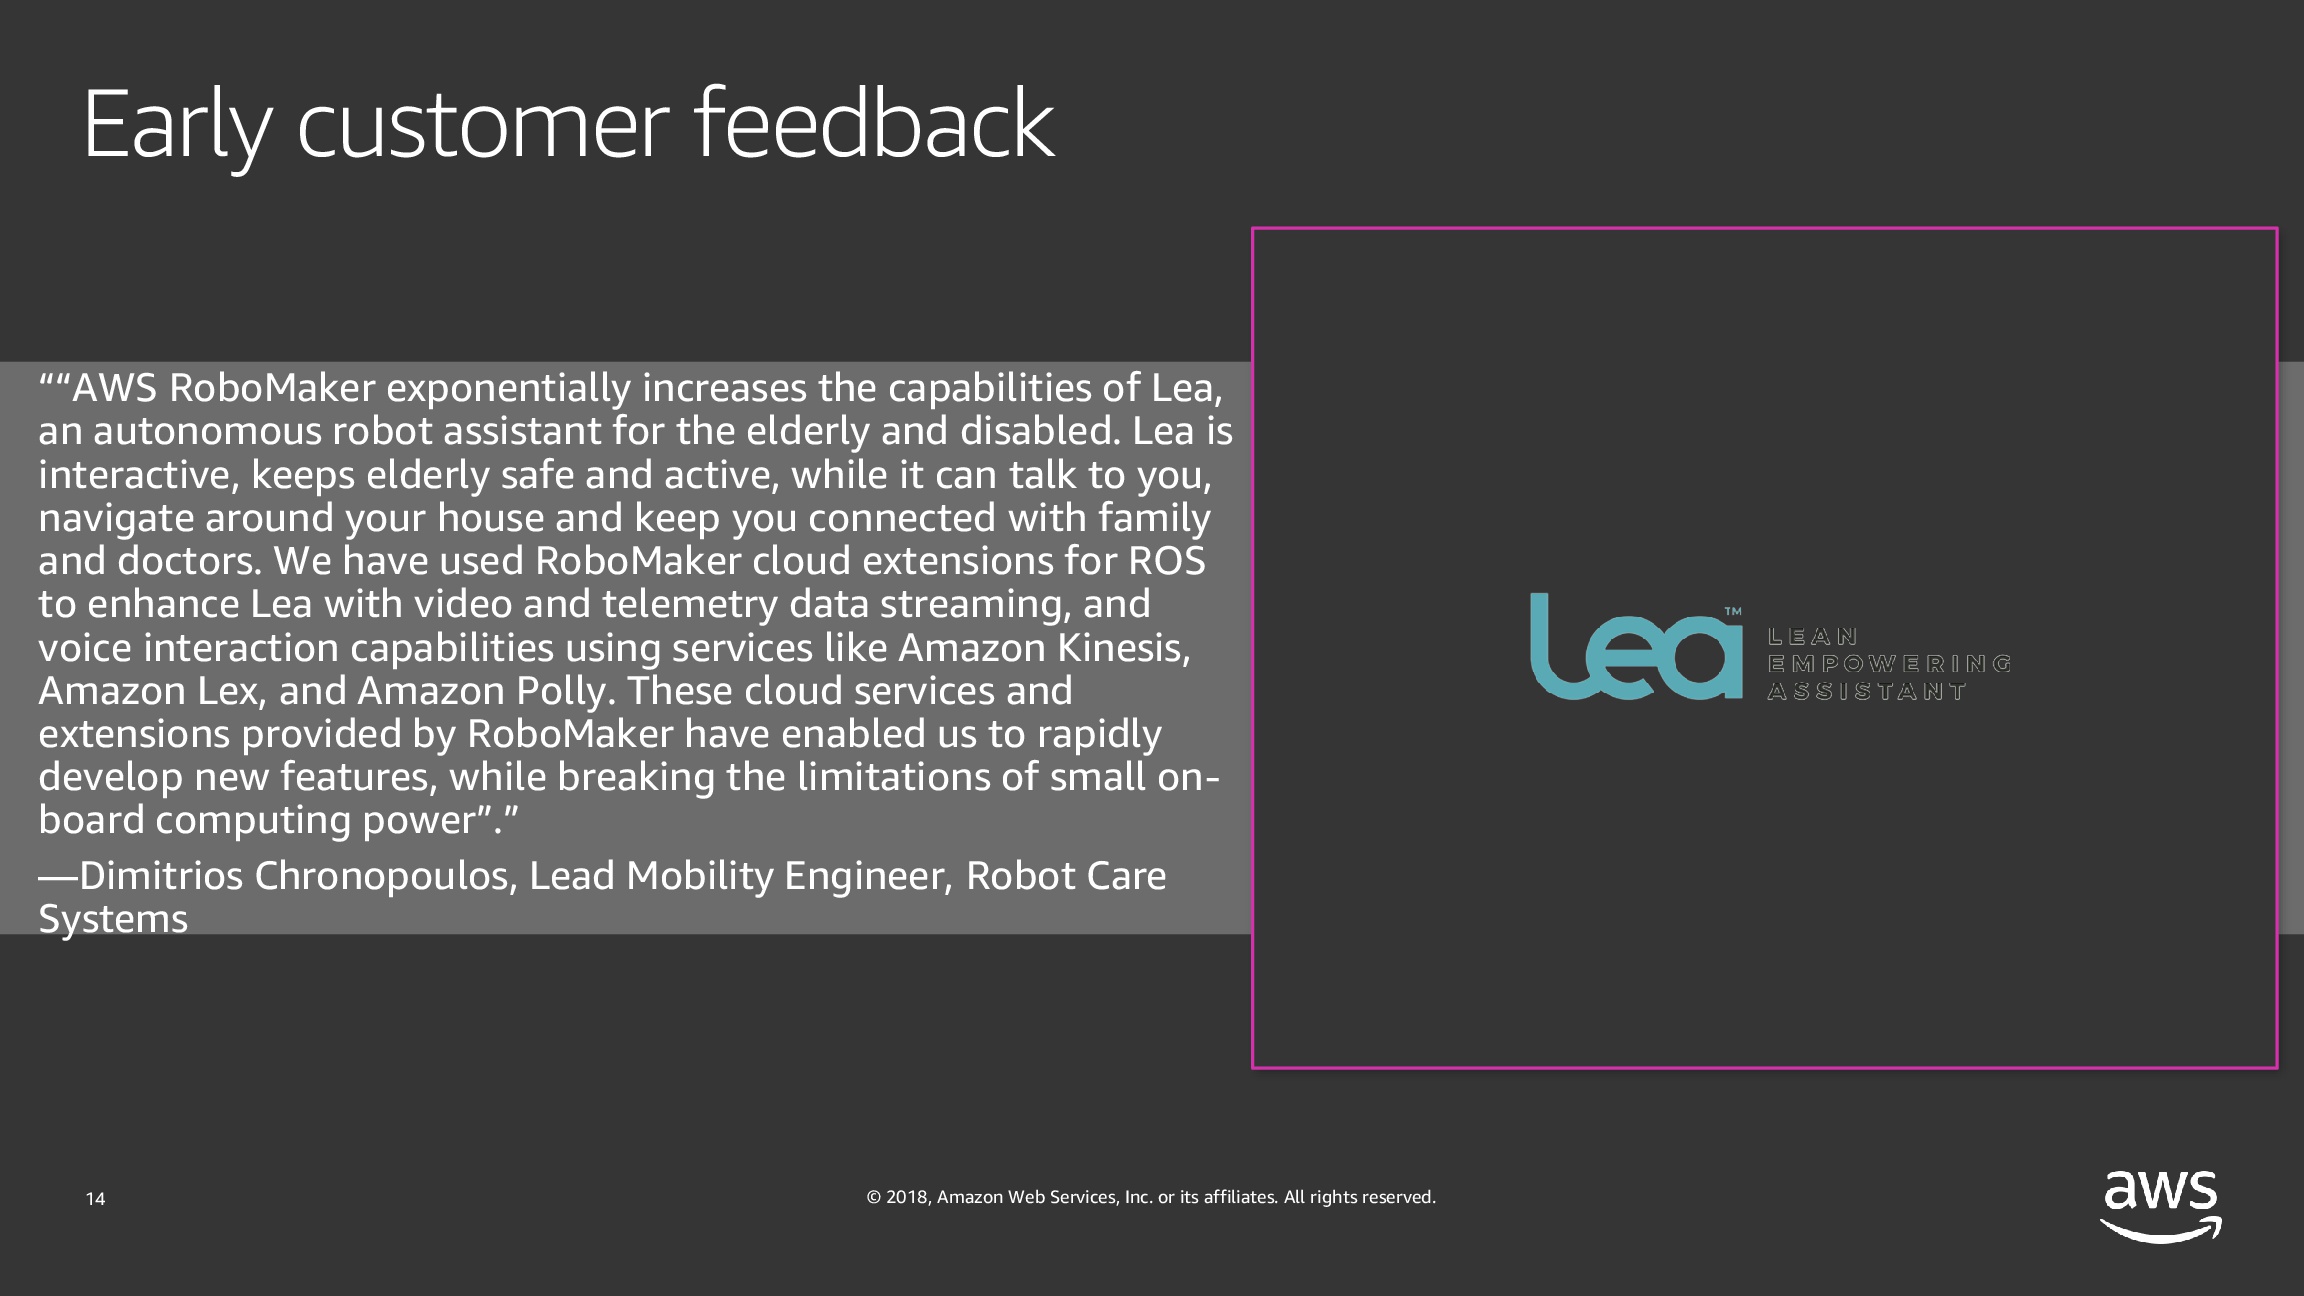 Early customer feedback
““AWS RoboMaker exponentially increases the capabilities of Lea,
an autonomous robot assistant for the elderly and disabled. Lea is
interactive, keeps elderly safe and active, while it can talk to you,
navigate around your house and keep you connected with family
and doctors. We have used RoboMaker cloud extensions for ROS
to enhance Lea with video and telemetry data streaming, and
voice interaction capabilities using services like Amazon Kinesis,
Amazon Lex, and Amazon Polly. These cloud services and
extensions provided by RoboMaker have enabled us to rapidly
develop new features, while breaking the limitations of small on-
board computing power”.”
—Dimitrios Chronopoulos, Lead Mobility Engineer, Robot Care
Systems
Lea™
LEAN
EMPOWERING
ASSISTANT
14
© 2018, Amazon Web Services, Inc. or its affiliates. All rights reserved.
aws